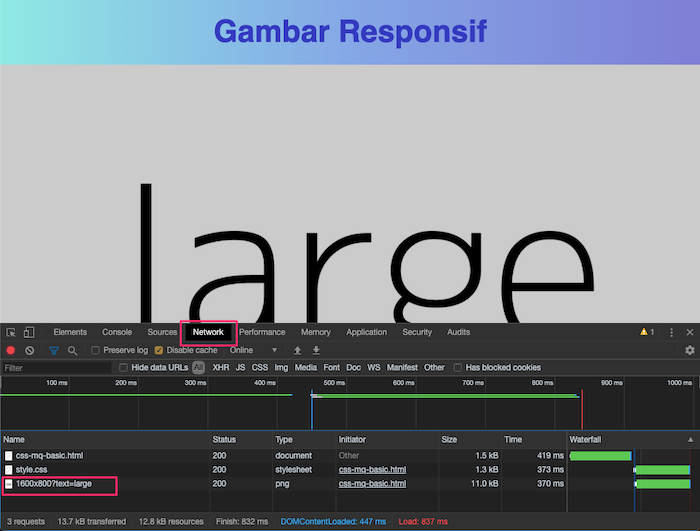 Gambar Responsif
large
Elements Console Sources Network Performance Memory Application Security Audits 1
Preserve log Disable cache Online
Filter Hide data URLs All XHR JS CSS Img Media Font Doc WS Manifest Other Has blocked cookies
100 ms 200 ms 300 ms 400 ms 500 ms 600 ms 700 ms 800 ms 900 ms 1000 ms
Name Status Type Initiator Size Time Waterfall
css-mq-basic.html 200 document Other 1.5 kB 419 ms
style.css 200 stylesheet css-mq-basic.html 1.3 kB 373 ms
1600x800?text=large 200 png css-mq-basic.html 11.0 kB 370 ms
3 requests 13.7 kB transferred 12.8 kB resources Finish: 832 ms DOMContentLoaded: 447 ms Load: 837 ms